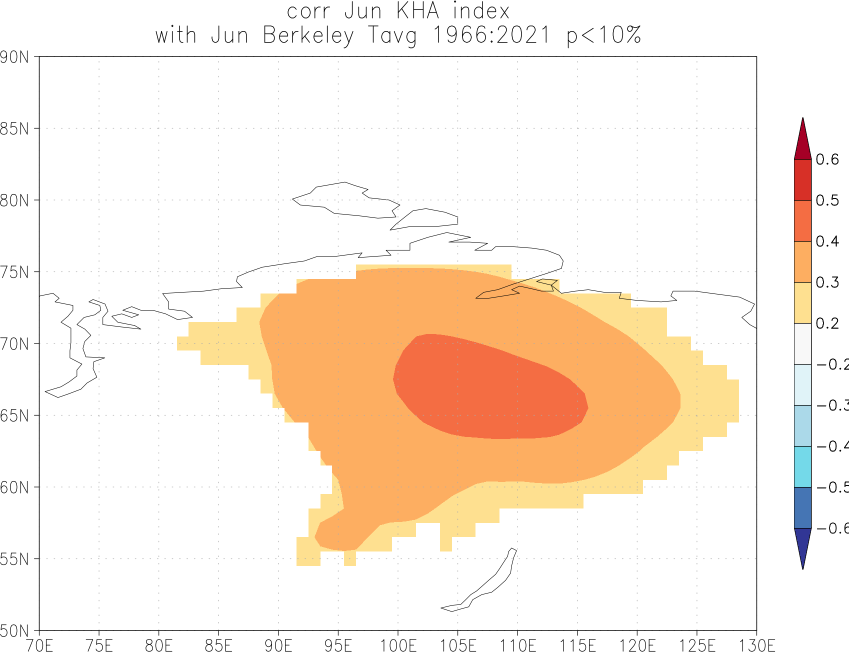 corr Jun KHA index
with Jun Berkeley Tavg 1966:2021 p<10%
90N
85N
80N
75N
70N
65N
60N
55N
50N
70E 75E 80E 85E 90E 95E 100E 105E 110E 115E 120E 125E 130E
0.6
0.5
0.4
0.3
0.2
-0.2
-0.3
-0.4
-0.5
-0.6